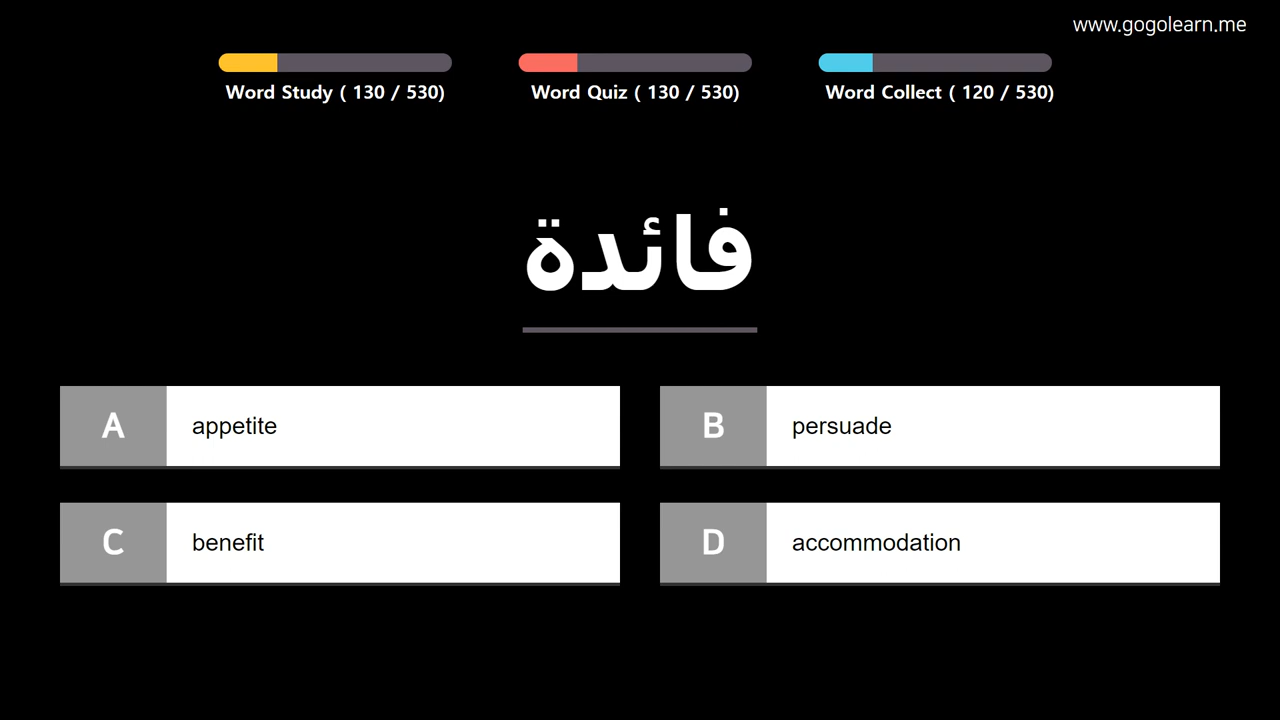 www.gogolearn.me
Word Study ( 130 / 530)
Word Quiz ( 130 / 530)
Word Collect ( 120 / 530)
فائدة
A appetite
B persuade
C benefit
D accommodation